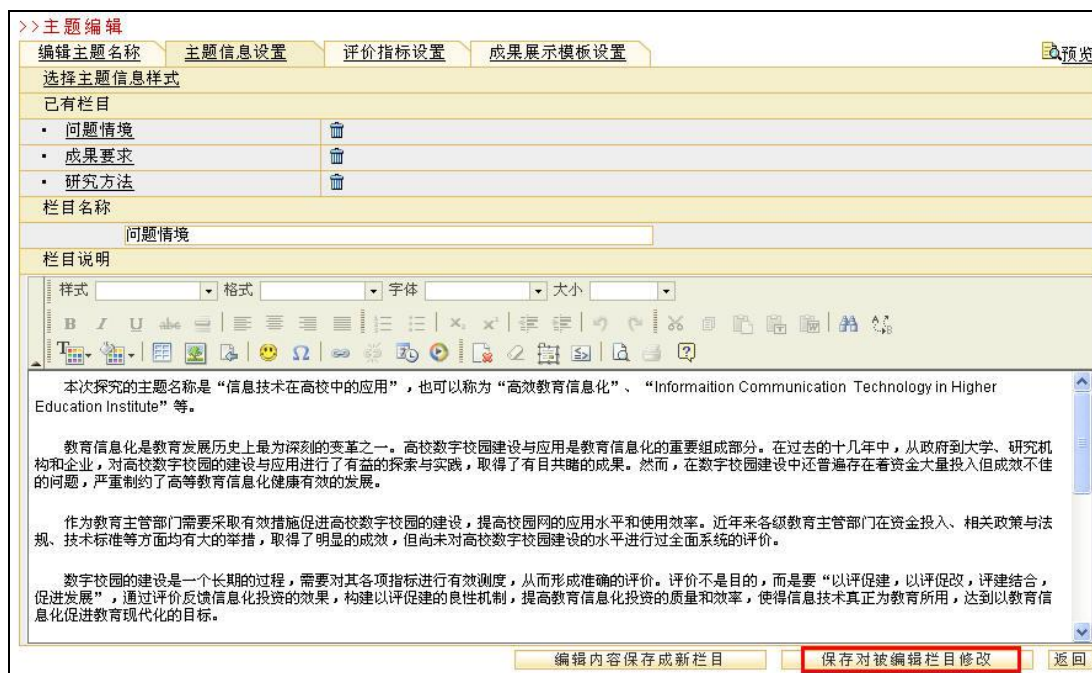 >>主题编辑
编辑主题名称 主题信息设置 评价指标设置 成果展示模板设置 预览
选择主题信息样式
已有栏目
· 问题情境
· 成果要求
· 研究方法
栏目名称
问题情境
栏目说明
样式 格式 字体 大小
本次探究的主题名称是“信息技术在高校中的应用”，也可以称为“高效教育信息化”、 “Informaition Communication Technology in Higher
Education Institute”等。
教育信息化是教育发展历史上最为深刻的变革之一。高校数字校园建设与应用是教育信息化的重要组成部分。在过去的十几年中，从政府到大学、研究机
构和企业，对高校数字校园的建设与应用进行了有益的探索与实践，取得了有目共睹的成果。然而，在数字校园建设中还普遍存在着资金大量投入但成效不佳
的问题，严重制约了高等教育信息化健康有效的发展。
作为教育主管部门需要采取有效措施促进高校数字校园的建设，提高校园网的应用水平和使用效率。近年来各级教育主管部门在资金投入、相关政策与法
规、技术标准等方面均有大的举措，取得了明显的成效，但尚未对高校数字校园建设的水平进行过全面系统的评价。
数字校园的建设是一个长期的过程，需要对其各项指标进行有效测度，从而形成准确的评价。评价不是目的，而是要“以评促建，以评促改，评建结合，
促进发展”，通过评价反馈信息化投资的效果，构建以评促建的良性机制，提高教育信息化投资的质量和效率，使得信息技术真正为教育所用，达到以教育信
息化促进教育现代化的目标。
编辑内容保存成新栏目 保存对被编辑栏目修改 返回